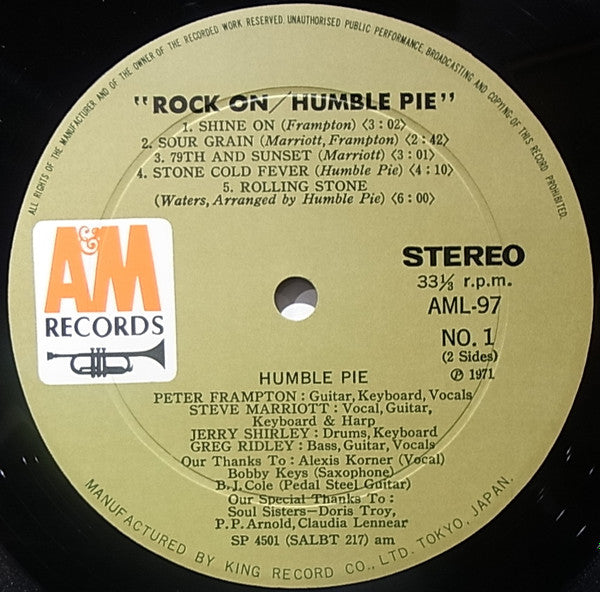 ALL RIGHTS OF THE MANUFACTURER AND OF THE OWNER OF THE RECORDED WORK RESERVED. UNAUTHORISED PUBLIC PERFORMANCE, BROADCASTING AND COPYING OF THIS RECORD PROHIBITED.
"ROCK ON / HUMBLE PIE"
1. SHINE ON (Frampton) ⟨3:02⟩
2. SOUR GRAIN (Marriott, Frampton) ⟨2:42⟩
3. 79TH AND SUNSET (Marriott) ⟨3:01⟩
4. STONE COLD FEVER (Humble Pie) ⟨4:10⟩
5. ROLLING STONE
(Waters, Arranged by Humble Pie) ⟨6:00⟩
A&M
RECORDS
STEREO
33⅓ r.p.m.
AML-97
NO. 1
(2 Sides)
℗ 1971
HUMBLE PIE
PETER FRAMPTON : Guitar, Keyboard, Vocals
STEVE MARRIOTT : Vocal, Guitar,
Keyboard & Harp
JERRY SHIRLEY : Drums, Keyboard
GREG RIDLEY : Bass, Guitar, Vocals
Our Thanks To : Alexis Korner (Vocal)
Bobby Keys (Saxophone)
B. J. Cole (Pedal Steel Guitar)
Our Special Thanks To :
Soul Sisters—Doris Troy,
P. P. Arnold, Claudia Lennear
SP 4501 (SALBT 217) am
MANUFACTURED BY KING RECORD CO., LTD. TOKYO, JAPAN.